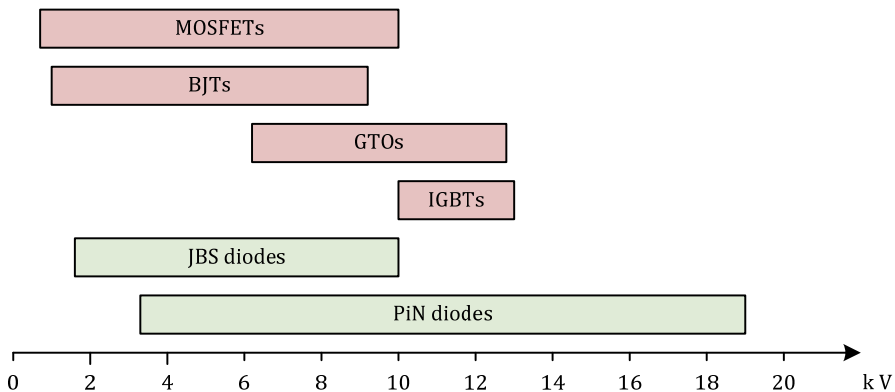 MOSFETs
BJTs
GTOs
IGBTs
JBS diodes
PiN diodes
0 2 4 6 8 10 12 14 16 18 20 k V